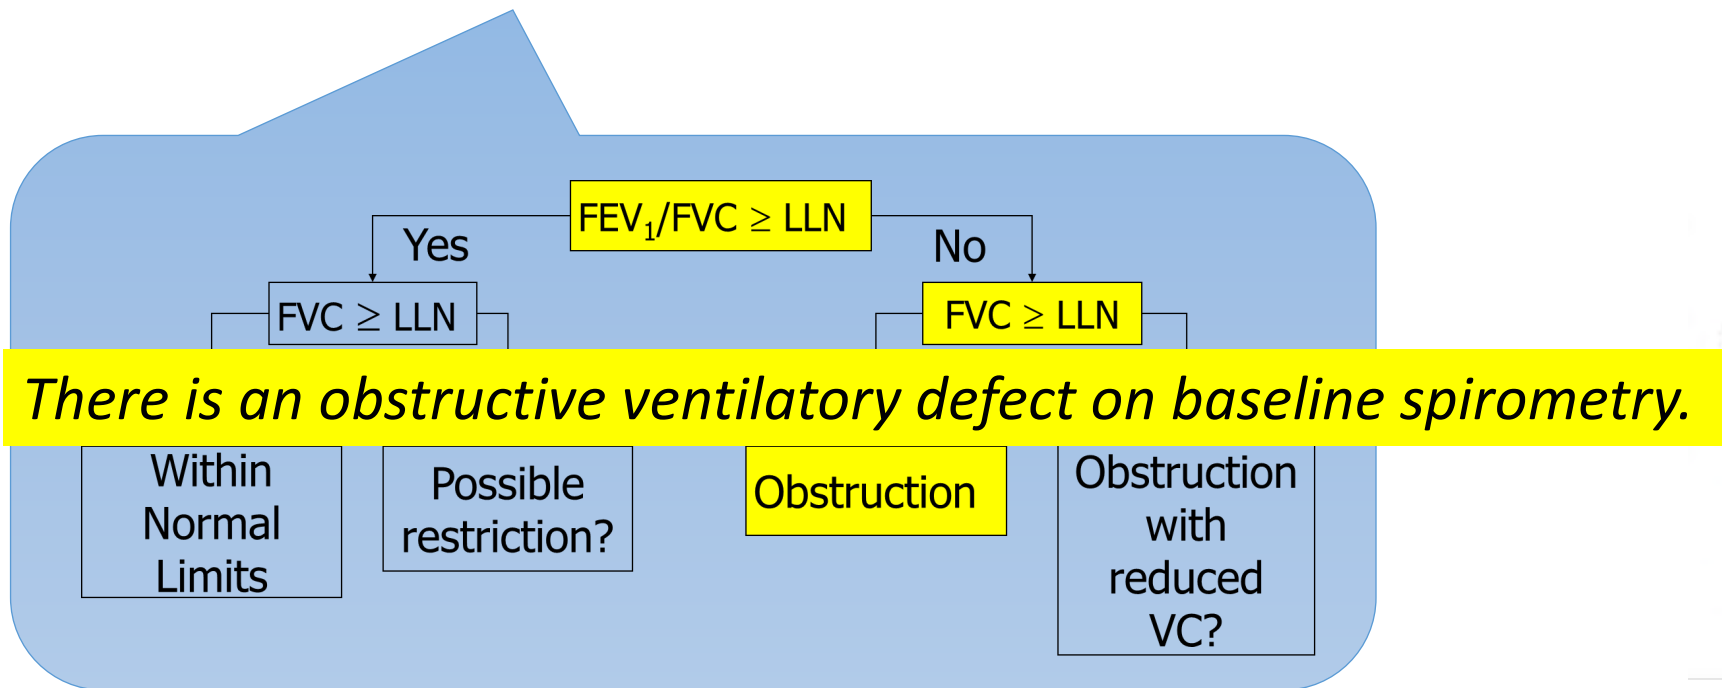 FEV₁/FVC ≥ LLN
Yes
No
FVC ≥ LLN
FVC ≥ LLN
There is an obstructive ventilatory defect on baseline spirometry.
Within
Normal
Limits
Possible
restriction?
Obstruction
Obstruction
with
reduced
VC?